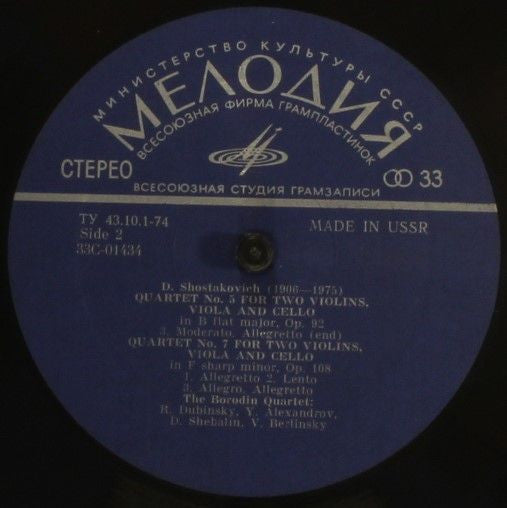 МИНИСТЕРСТВО КУЛЬТУРЫ СССР
МЕЛОДИЯ
ВСЕСОЮЗНАЯ ФИРМА ГРАМПЛАСТИНОК
СТЕРЕО
33
ВСЕСОЮЗНАЯ СТУДИЯ ГРАМЗАПИСИ
ТУ 43.10.1-74
Side 2
MADE IN USSR
33С-01434
D. Shostakovich (1906—1975)
QUARTET No. 5 FOR TWO VIOLINS,
VIOLA AND CELLO
in B flat major, Op. 92
3. Moderato. Allegretto (end)
QUARTET No. 7 FOR TWO VIOLINS,
VIOLA AND CELLO
in F sharp minor, Op. 108
1. Allegretto 2. Lento
3. Allegro. Allegretto
The Borodin Quartet:
R. Dubinsky, Y. Alexandrov,
D. Shebalin, V. Berlinsky